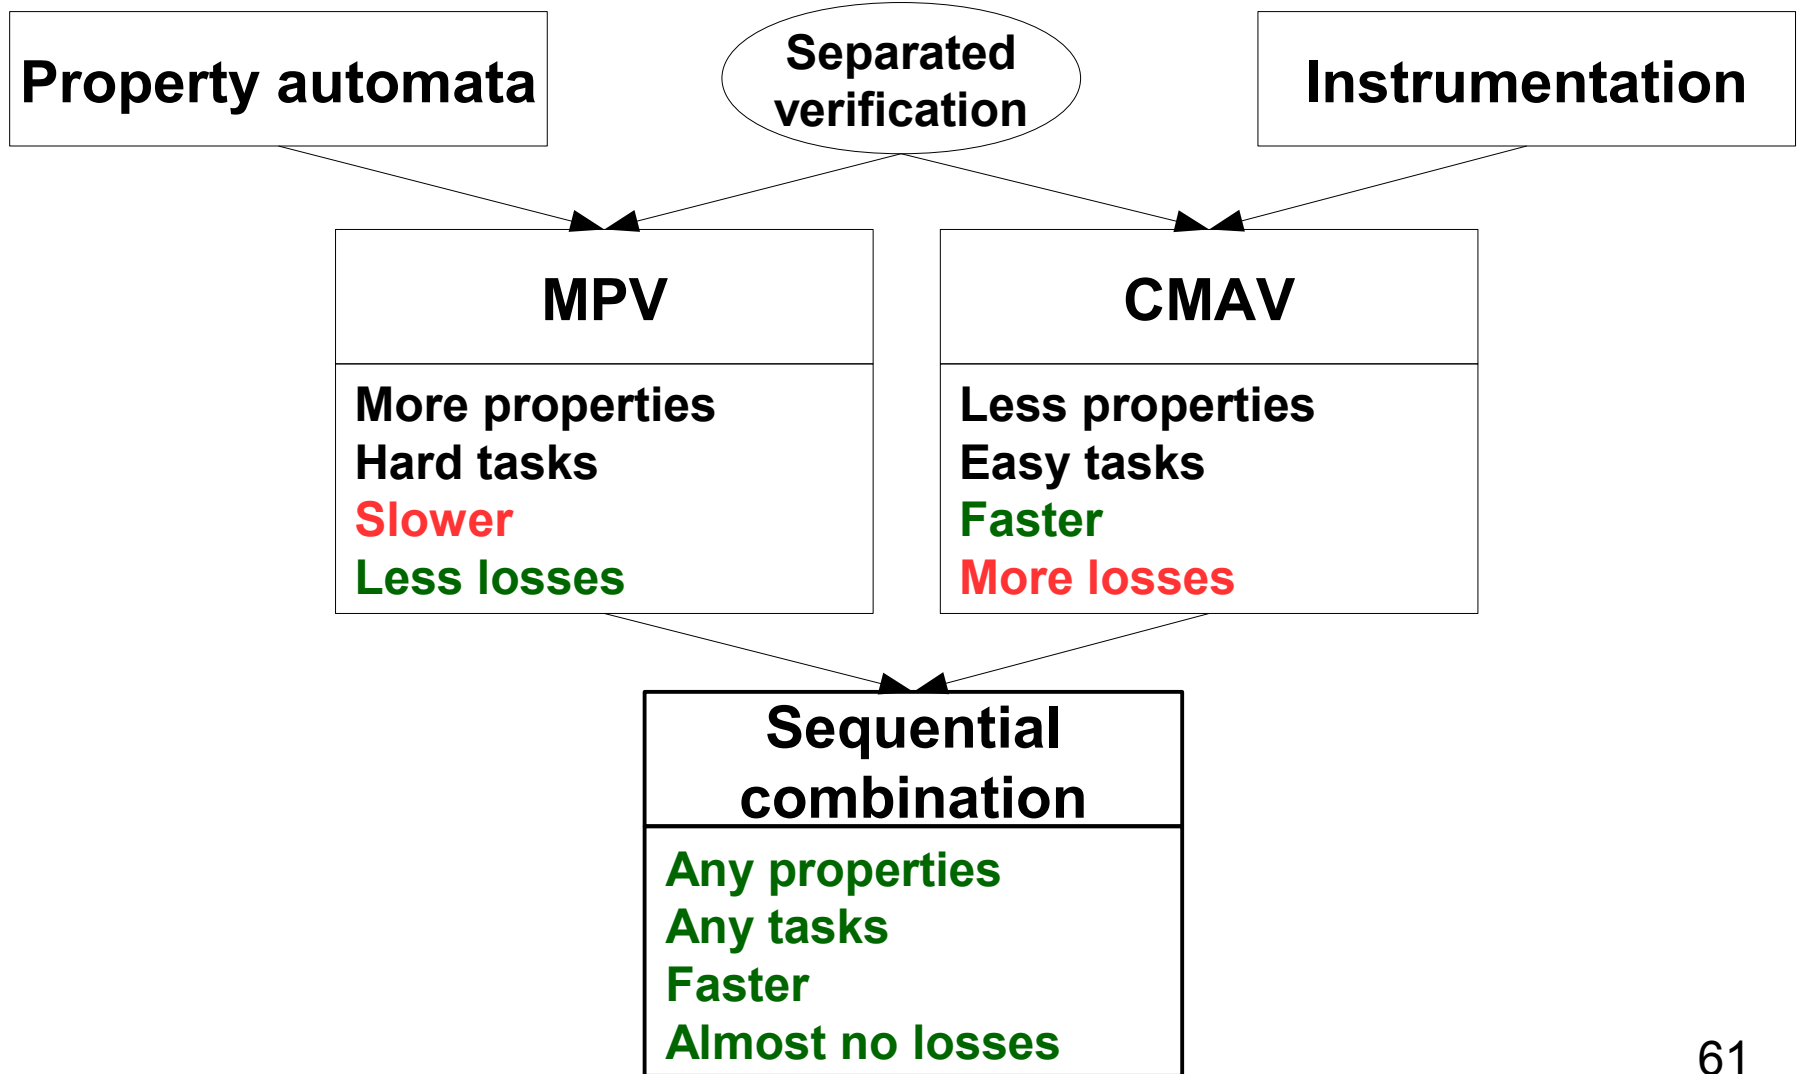 Property automata
Separated
verification
Instrumentation
MPV
More properties
Hard tasks
Slower
Less losses
CMAV
Less properties
Easy tasks
Faster
More losses
Sequential
combination
Any properties
Any tasks
Faster
Almost no losses
61